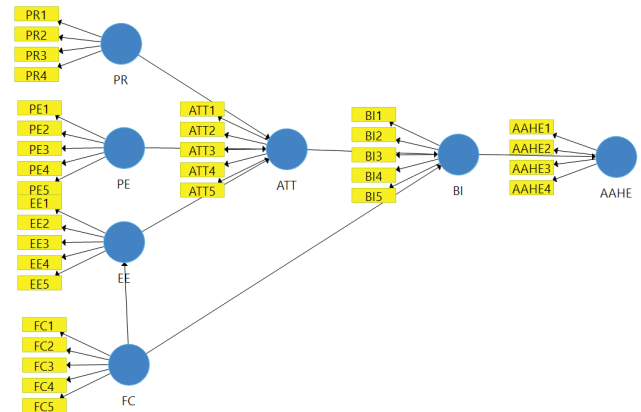 PR1
PR2
PR3
PR4
PR
PE1
PE2
PE3
PE4
PE5
PE
EE1
EE2
EE3
EE4
EE5
EE
FC1
FC2
FC3
FC4
FC5
FC
ATT1
ATT2
ATT3
ATT4
ATT5
ATT
BI1
BI2
BI3
BI4
BI5
BI
AAHE1
AAHE2
AAHE3
AAHE4
AAHE